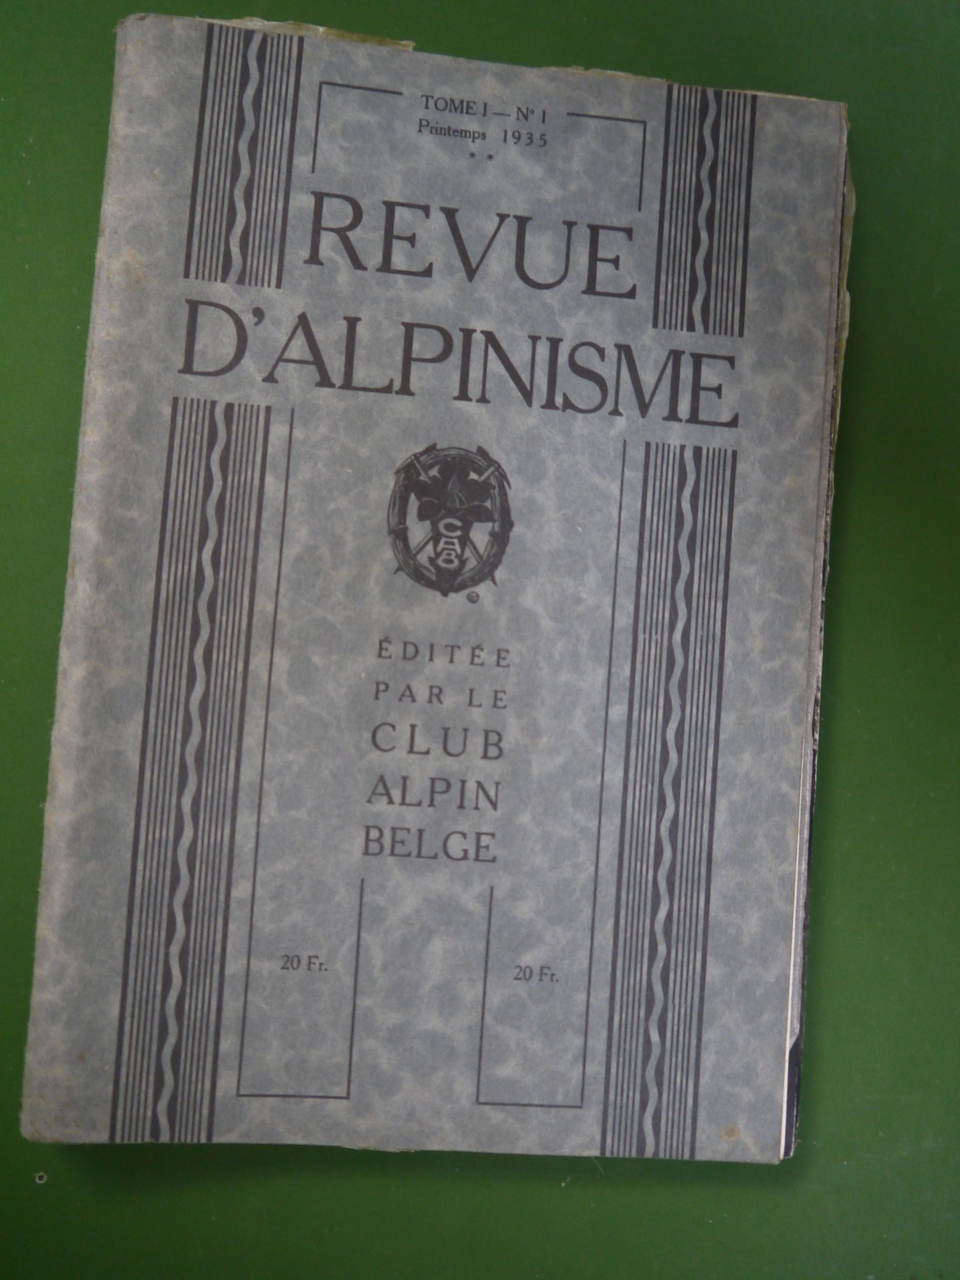 TOME I — N° 1
Printemps 1935
* *
REVUE
D'ALPINISME
CAB
ÉDITÉE
PAR LE
CLUB
ALPIN
BELGE
20 Fr. 20 Fr.